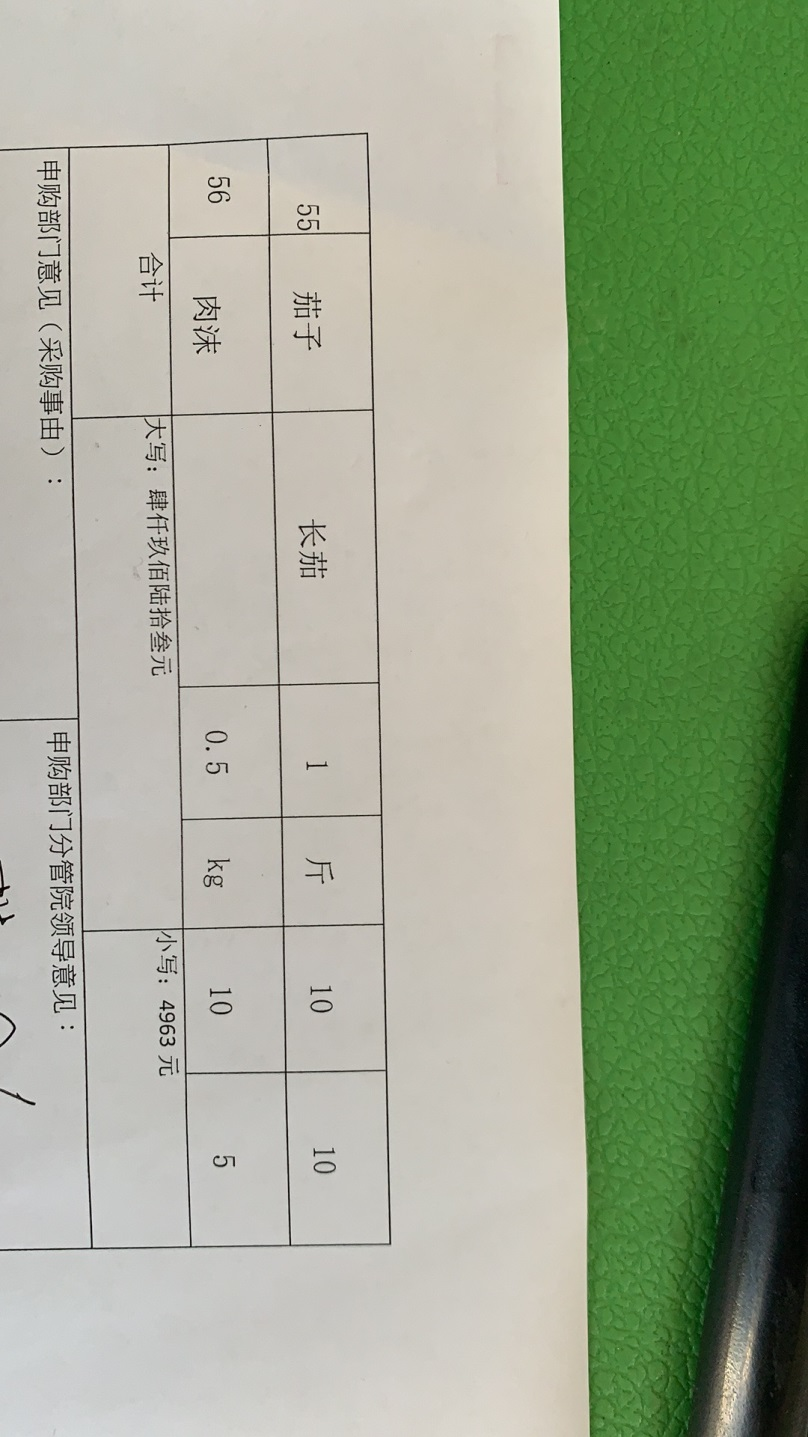 55 茄子 长茄 1 斤 10 10
56 肉沫 0.5 kg 10 5
合计 大写：肆仟玖佰陆拾叁元 小写：4963 元
申购部门意见（采购事由）： 申购部门分管院领导意见：